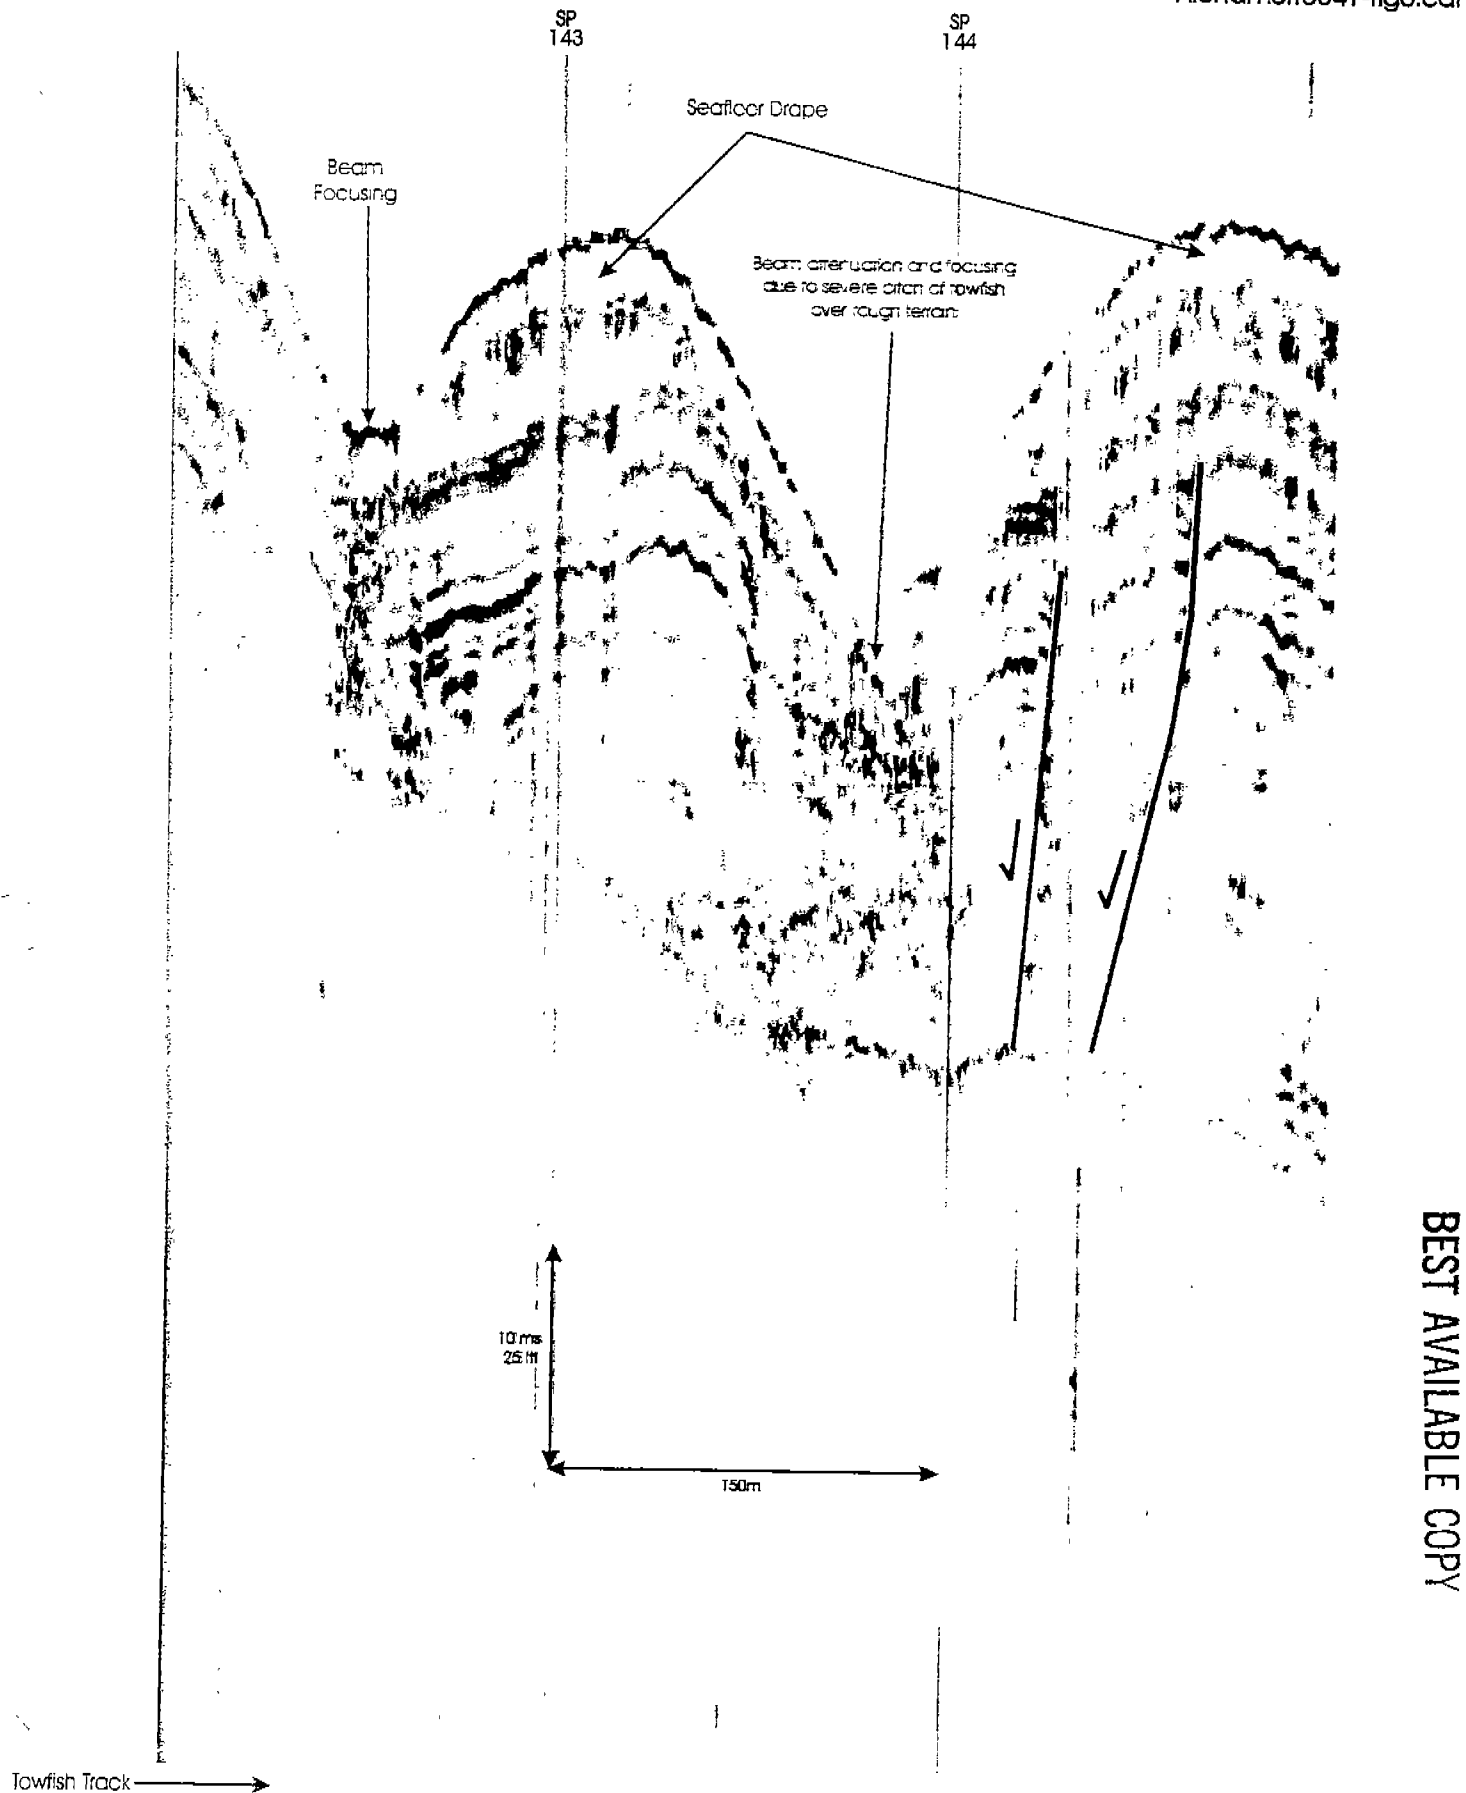 SP
143
SP
144
Seafloor Drape
Beam
Focusing
Beam attenuation and focusing
due to severe pitch of towfish
over rough terrain
10 ms
25 ft
150m
Towfish Track
BEST AVAILABLE COPY